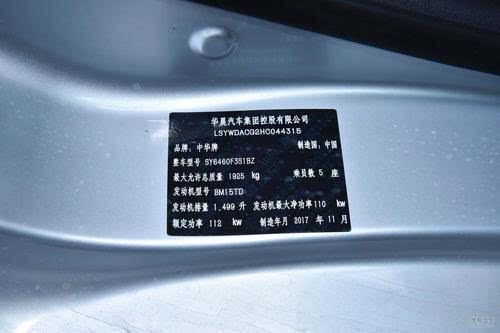 华晨汽车集团控股有限公司
LSYWDACG2HC044315
品牌：中华牌 制造国：中国
整车型号 SY6460F3S1BZ
最大允许总质量 1925 kg 乘员数 5 座
发动机型号 BM15TD
发动机排量 1.499 升 发动机最大净功率 110 kw
额定功率 112 kw 制造年月 2017 年 11 月